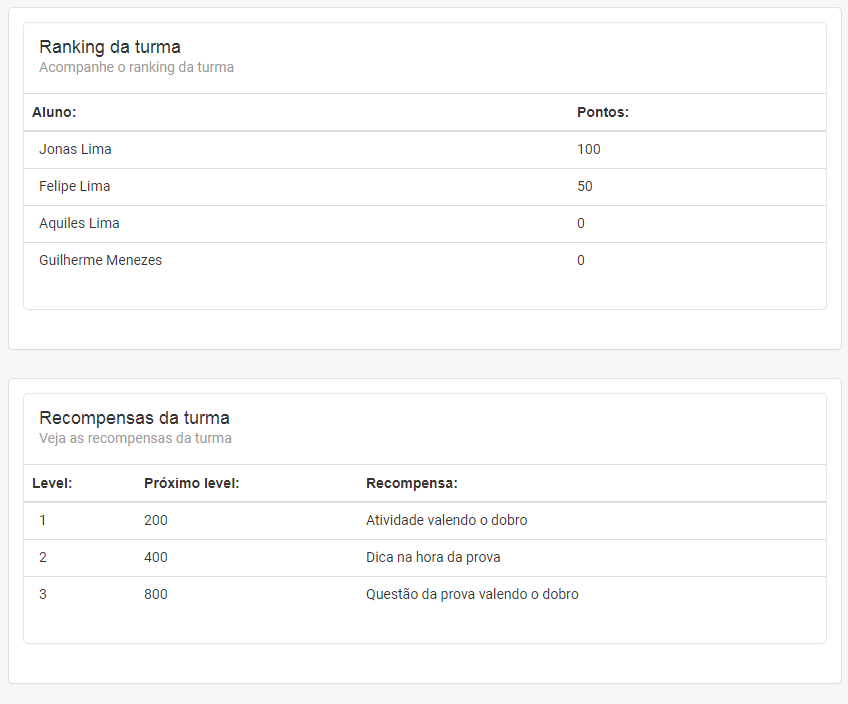 Ranking da turma
Acompanhe o ranking da turma
Aluno: Pontos:
Jonas Lima 100
Felipe Lima 50
Aquiles Lima 0
Guilherme Menezes 0
Recompensas da turma
Veja as recompensas da turma
Level: Próximo level: Recompensa:
1 200 Atividade valendo o dobro
2 400 Dica na hora da prova
3 800 Questão da prova valendo o dobro